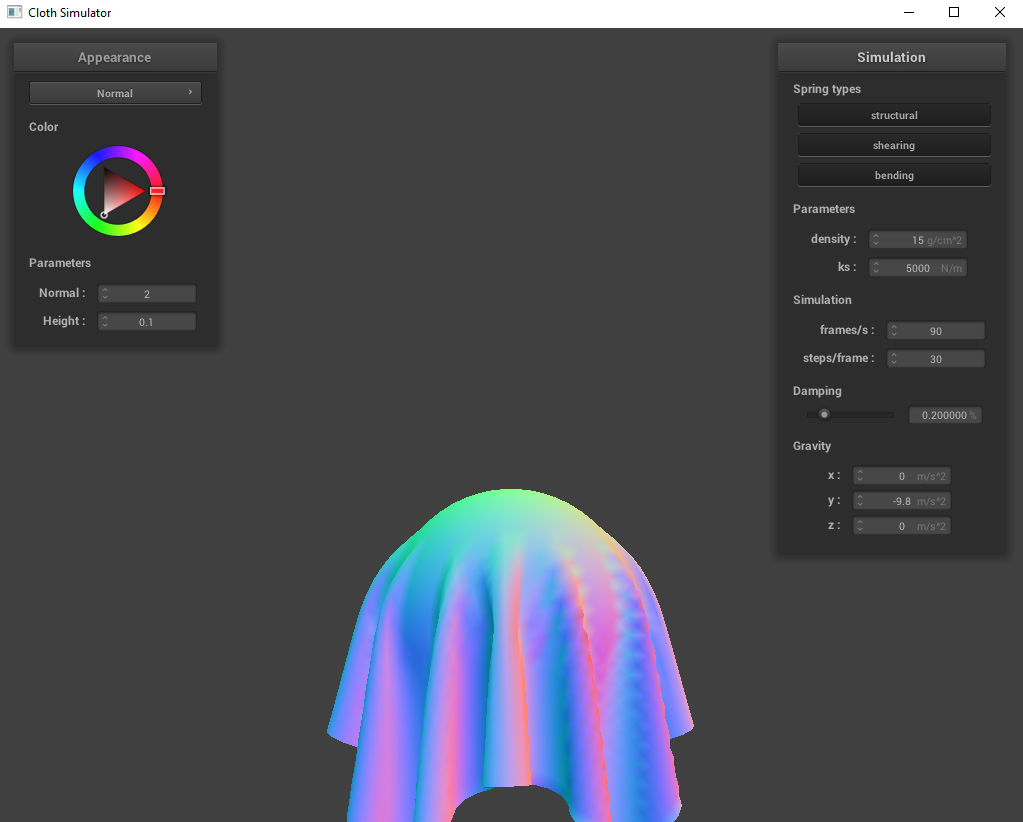 Cloth Simulator
Appearance
Normal
Color
Parameters
Normal : 2
Height : 0.1
Simulation
Spring types
structural
shearing
bending
Parameters
density : 15 g/cm^2
ks : 5000 N/m
Simulation
frames/s : 90
steps/frame : 30
Damping
0.200000 %
Gravity
x : 0 m/s^2
y : -9.8 m/s^2
z : 0 m/s^2